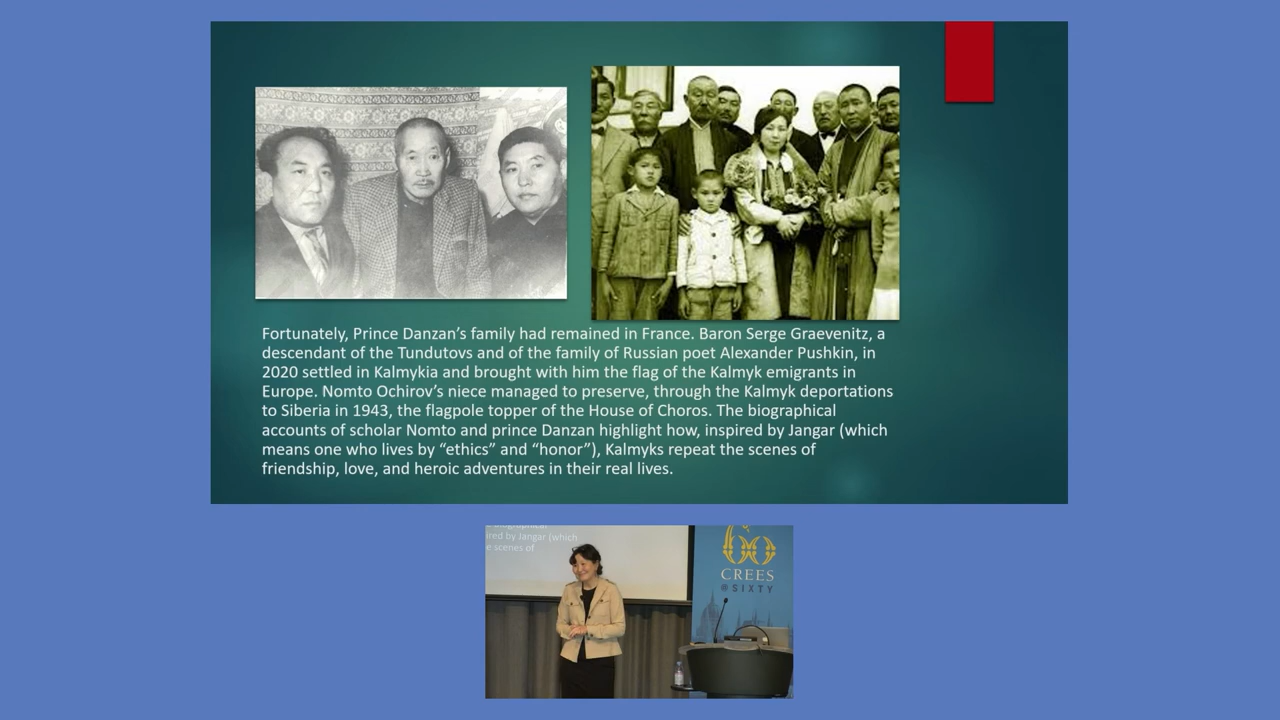 Fortunately, Prince Danzan’s family had remained in France. Baron Serge Graevenitz, a
descendant of the Tundutovs and of the family of Russian poet Alexander Pushkin, in
2020 settled in Kalmykia and brought with him the flag of the Kalmyk emigrants in
Europe. Nomto Ochirov’s niece managed to preserve, through the Kalmyk deportations
to Siberia in 1943, the flagpole topper of the House of Choros. The biographical
accounts of scholar Nomto and prince Danzan highlight how, inspired by Jangar (which
means one who lives by “ethics” and “honor”), Kalmyks repeat the scenes of
friendship, love, and heroic adventures in their real lives.
ired by Jangar (which
e scenes of
60
CREES
@SIXTY